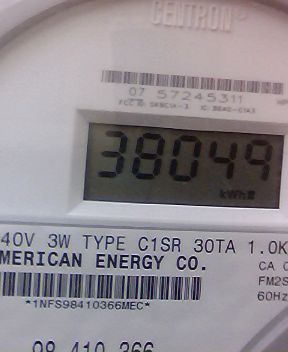 CENTRON®
07 57245311
38049
kWh
40V 3W TYPE C1SR 30TA 1.0K
MERICAN ENERGY CO.
CA 0
FM2S
60Hz
*1NFS98410366MEC*
98 410 366